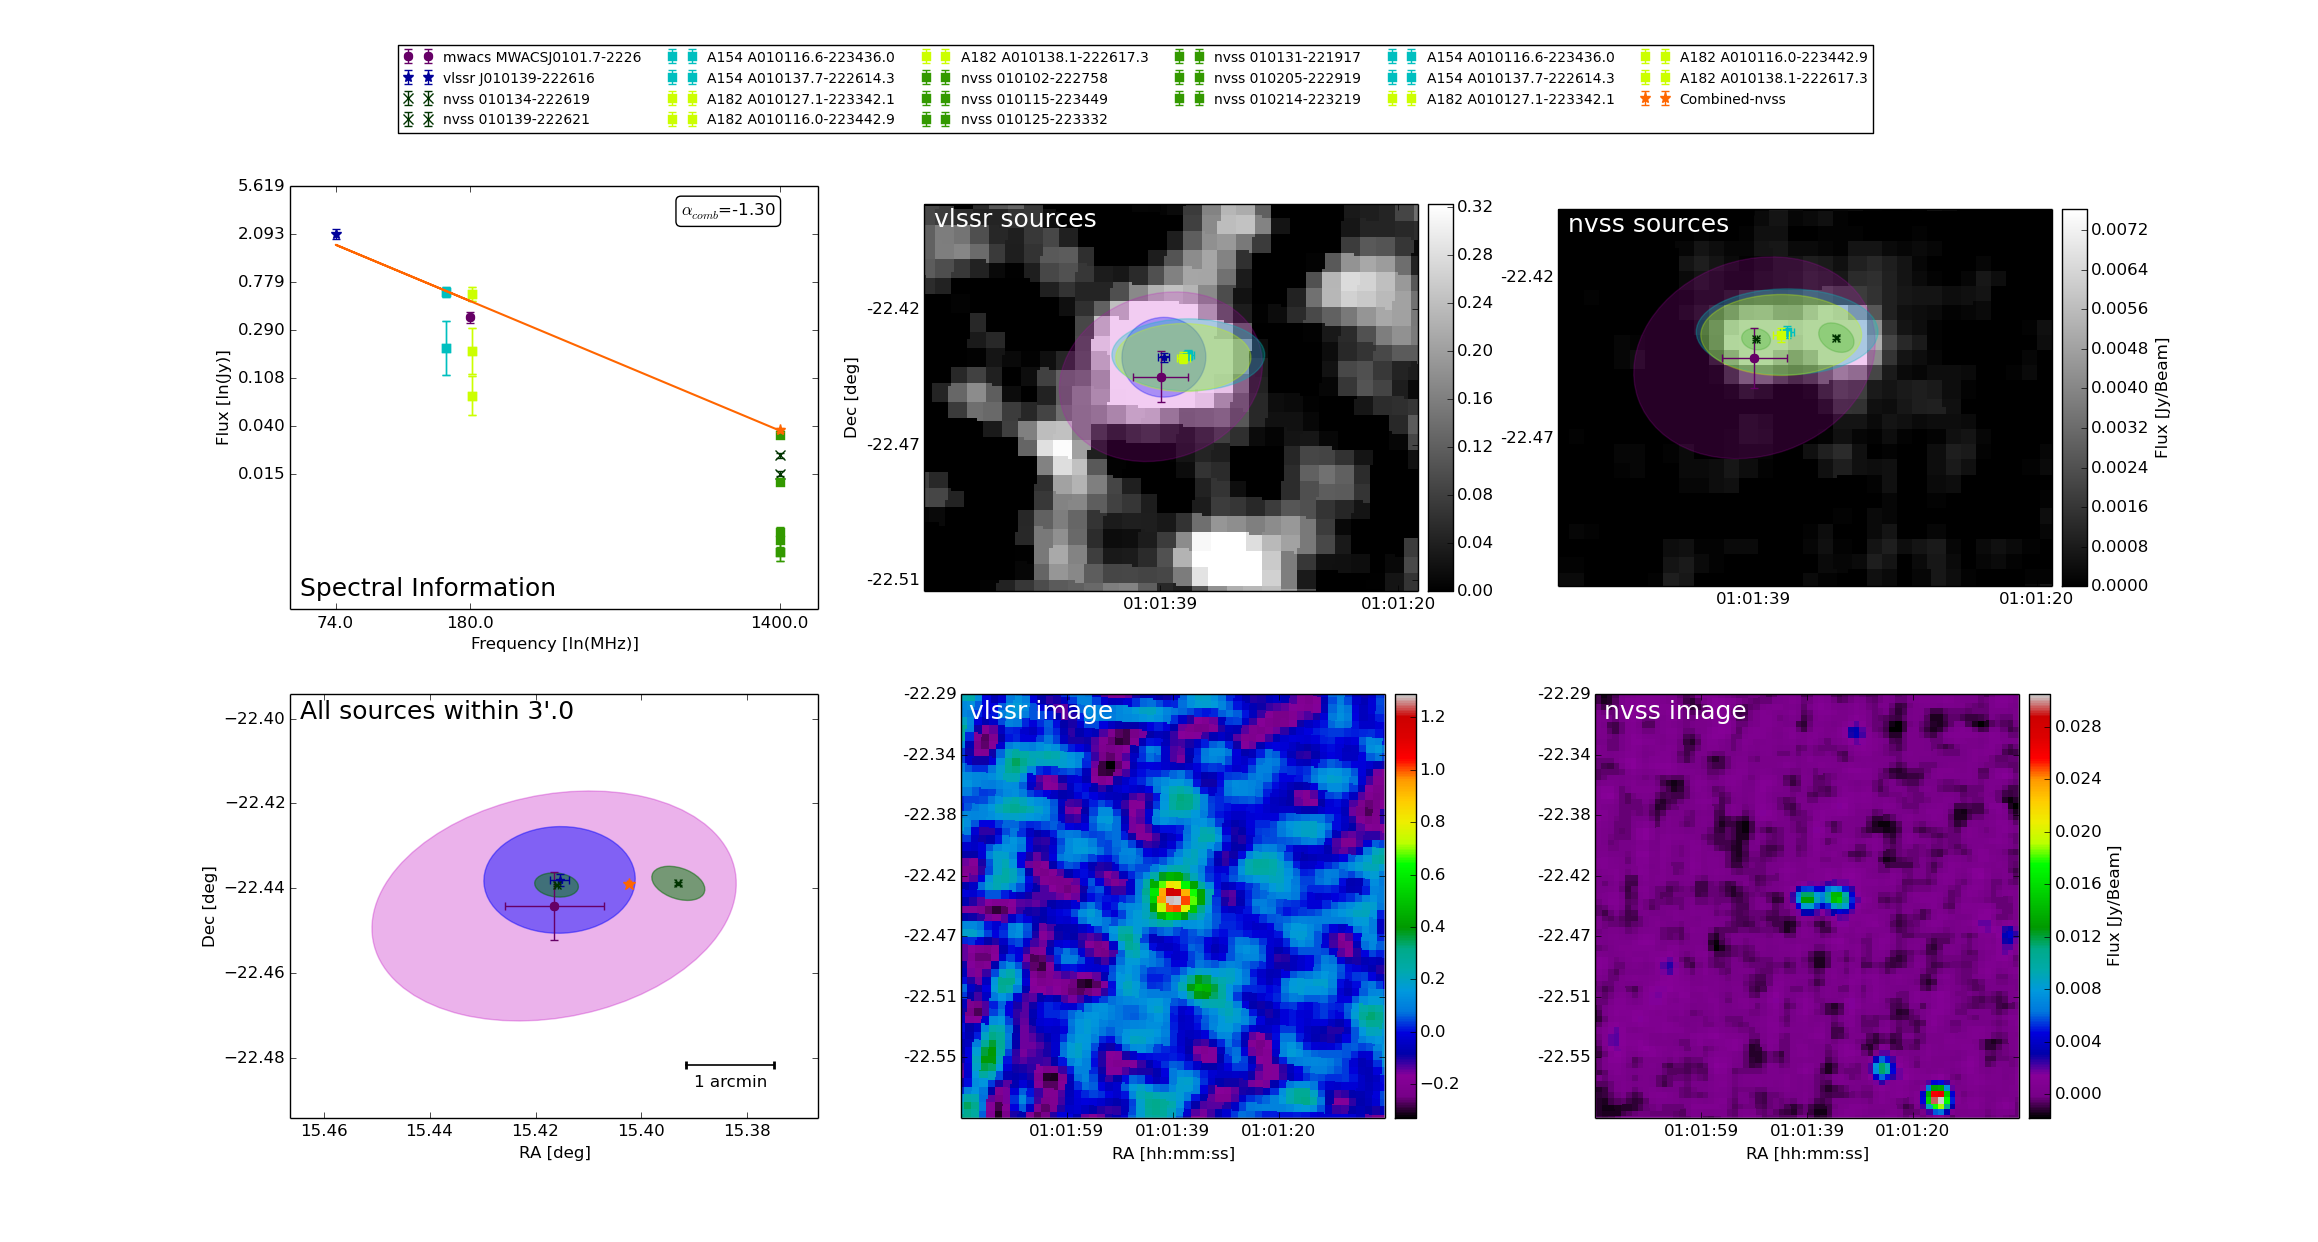 mwacs MWACSJ0101.7-2226
vlssr J010139-222616
nvss 010134-222619
nvss 010139-222621
A154 A010116.6-223436.0
A154 A010137.7-222614.3
A182 A010127.1-223342.1
A182 A010116.0-223442.9
A182 A010138.1-222617.3
nvss 010102-222758
nvss 010115-223449
nvss 010125-223332
nvss 010131-221917
nvss 010205-222919
nvss 010214-223219
A154 A010116.6-223436.0
A154 A010137.7-222614.3
A182 A010127.1-223342.1
A182 A010116.0-223442.9
A182 A010138.1-222617.3
Combined-nvss
5.619
2.093
0.779
0.290
0.108
0.040
0.015
Flux [ln(Jy)]
α_comb=-1.30
Spectral Information
74.0
180.0
1400.0
Frequency [ln(MHz)]
vlssr sources
-22.42
-22.47
-22.51
Dec [deg]
01:01:39
01:01:20
0.32
0.28
0.24
0.20
0.16
0.12
0.08
0.04
0.00
nvss sources
-22.42
-22.47
01:01:39
01:01:20
0.0072
0.0064
0.0056
0.0048
0.0040
0.0032
0.0024
0.0016
0.0008
0.0000
Flux [Jy/Beam]
All sources within 3'.0
−22.40
−22.42
−22.44
−22.46
−22.48
Dec [deg]
1 arcmin
15.46
15.44
15.42
15.40
15.38
RA [deg]
vlssr image
-22.29
-22.34
-22.38
-22.42
-22.47
-22.51
-22.55
01:01:59
01:01:39
01:01:20
RA [hh:mm:ss]
1.2
1.0
0.8
0.6
0.4
0.2
0.0
−0.2
nvss image
-22.29
-22.34
-22.38
-22.42
-22.47
-22.51
-22.55
01:01:59
01:01:39
01:01:20
RA [hh:mm:ss]
0.028
0.024
0.020
0.016
0.012
0.008
0.004
0.000
Flux [Jy/Beam]